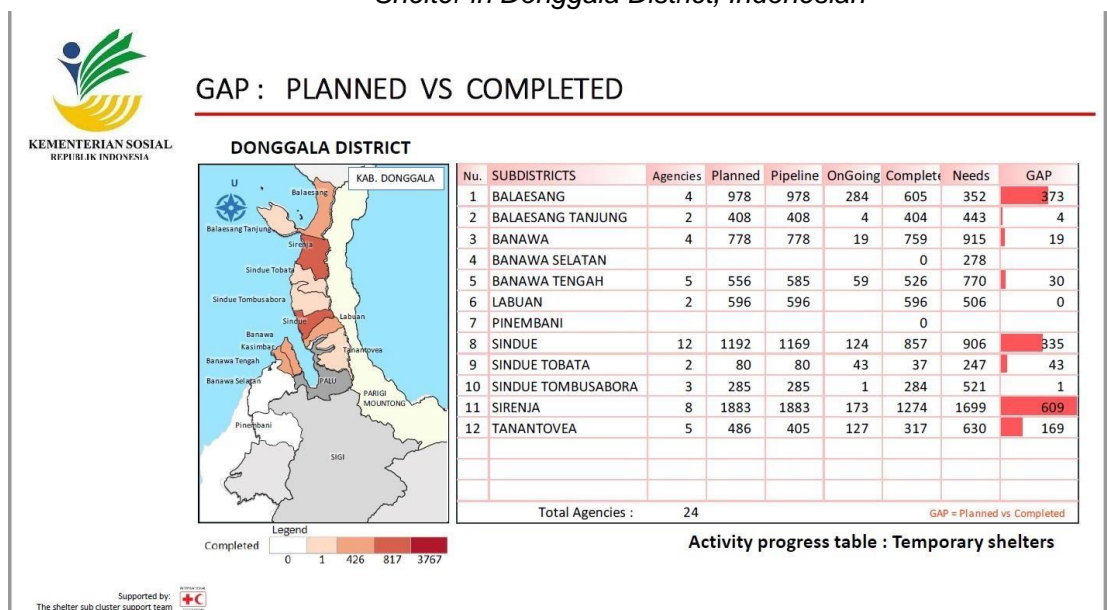 Shelter in Donggala District, Indonesian
KEMENTERIAN SOSIAL
REPUBLIK INDONESIA
GAP : PLANNED VS COMPLETED
DONGGALA DISTRICT
KAB. DONGGALA
U
Balaesang
Balaesang Tanjung
Sirenja
Sindue Tobata
Sindue Tombusabora
Sindue
Labuan
Banawa
Kasimbar
Tanantovea
Banawa Tengah
Banawa Selatan
PALU
PARIGI
MOUNTONG
Pinembani
SIGI
Legend
Completed
0 1 426 817 3767
Nu. SUBDISTRICTS Agencies Planned Pipeline OnGoing Complete Needs GAP
1 BALAESANG 4 978 978 284 605 352 373
2 BALAESANG TANJUNG 2 408 408 4 404 443 4
3 BANAWA 4 778 778 19 759 915 19
4 BANAWA SELATAN 0 278
5 BANAWA TENGAH 5 556 585 59 526 770 30
6 LABUAN 2 596 596 596 506 0
7 PINEMBANI 0
8 SINDUE 12 1192 1169 124 857 906 335
9 SINDUE TOBATA 2 80 80 43 37 247 43
10 SINDUE TOMBUSABORA 3 285 285 1 284 521 1
11 SIRENJA 8 1883 1883 173 1274 1699 609
12 TANANTOVEA 5 486 405 127 317 630 169
Total Agencies : 24
GAP = Planned vs Completed
Activity progress table : Temporary shelters
Supported by:
The shelter sub cluster support team